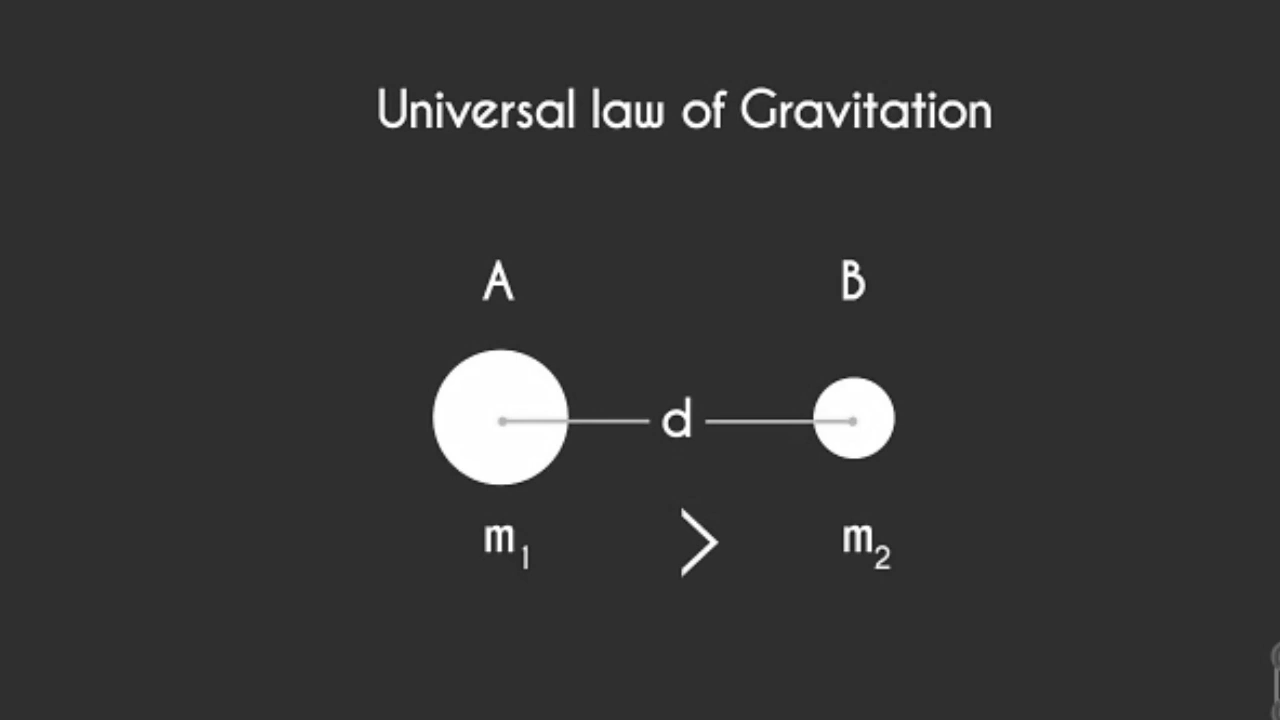 Universal law of Gravitation
A B
d
m₁ > m₂